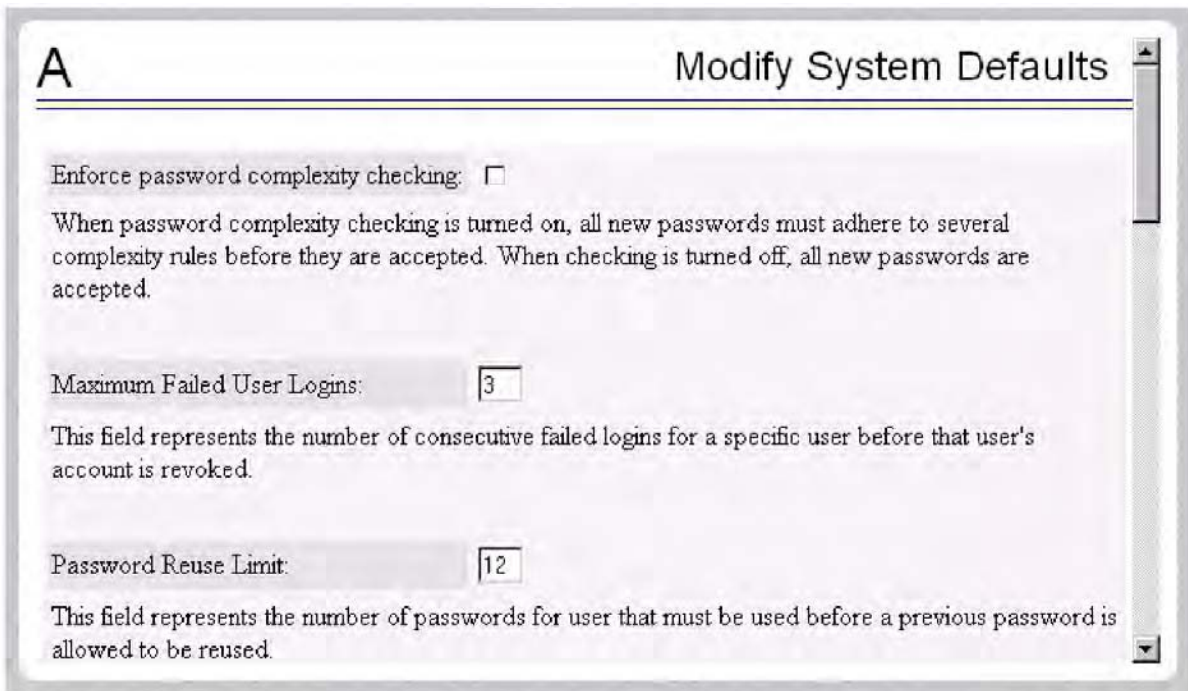 A
Modify System Defaults
Enforce password complexity checking:
When password complexity checking is turned on, all new passwords must adhere to several
complexity rules before they are accepted. When checking is turned off, all new passwords are
accepted.
Maximum Failed User Logins: 3
This field represents the number of consecutive failed logins for a specific user before that user's
account is revoked.
Password Reuse Limit: 12
This field represents the number of passwords for user that must be used before a previous password is
allowed to be reused.